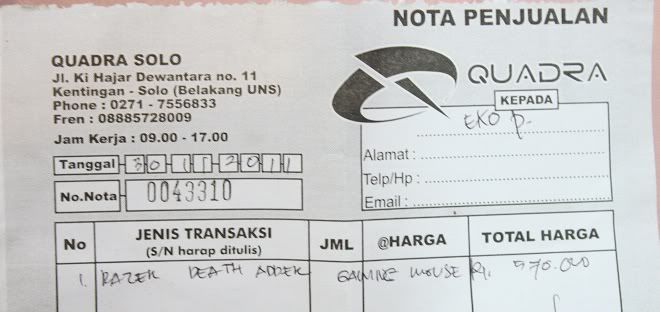 NOTA PENJUALAN
QUADRA SOLO
Jl. Ki Hajar Dewantara no. 11
Kentingan - Solo (Belakang UNS)
Phone : 0271 - 7556833
Fren : 08885728009
Jam Kerja : 09.00 - 17.00
Tanggal 30 11 2011
No.Nota 0043310
QUADRA
KEPADA
EKO P.
Alamat :
Telp/Hp :
Email :
No JENIS TRANSAKSI (S/N harap ditulis) JML @HARGA TOTAL HARGA
1. RAZER DEATH ADDER GAMING MOUSE Rp. 570.000